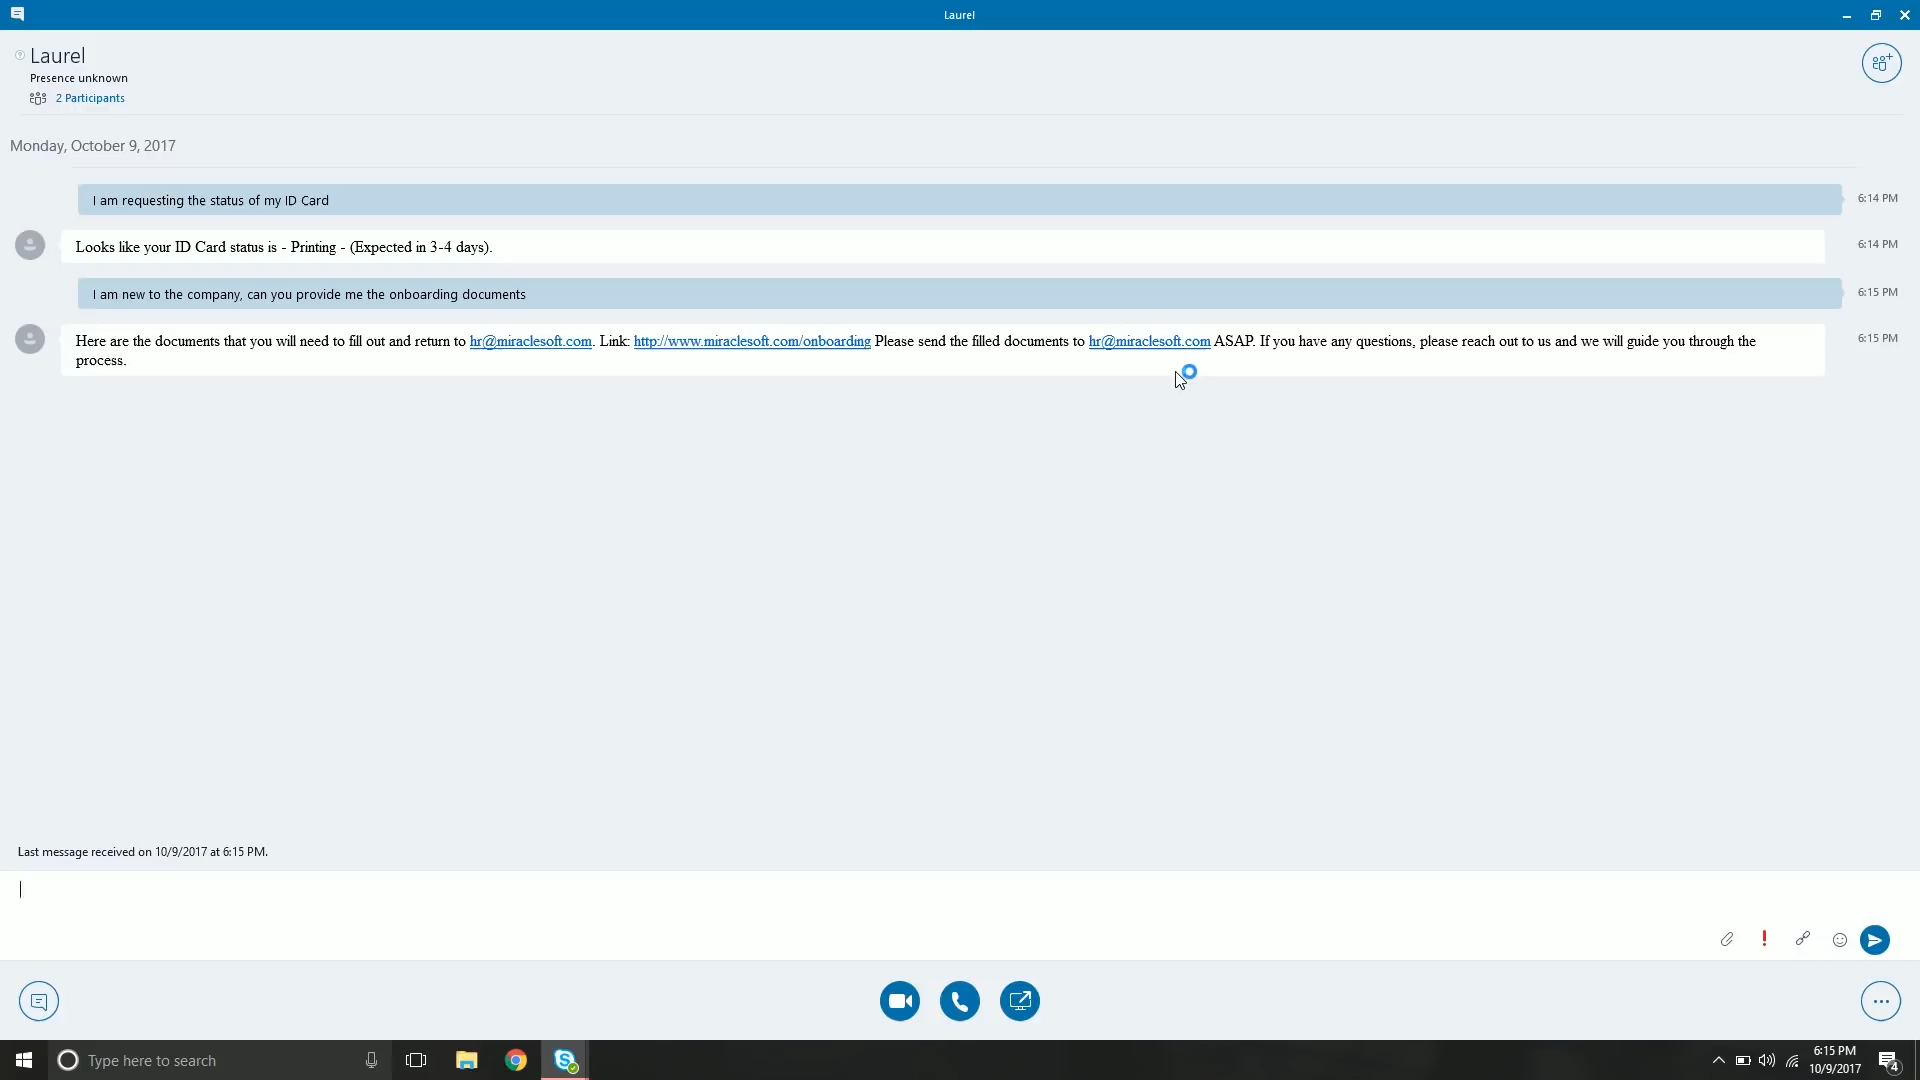 Laurel
Laurel
Presence unknown
2 Participants
Monday, October 9, 2017
I am requesting the status of my ID Card
6:14 PM
Looks like your ID Card status is - Printing - (Expected in 3-4 days).
6:14 PM
I am new to the company, can you provide me the onboarding documents
6:15 PM
Here are the documents that you will need to fill out and return to hr@miraclesoft.com. Link: http://www.miraclesoft.com/onboarding Please send the filled documents to hr@miraclesoft.com ASAP. If you have any questions, please reach out to us and we will guide you through the
6:15 PM
process.
Last message received on 10/9/2017 at 6:15 PM.
Type here to search
6:15 PM
10/9/2017
4